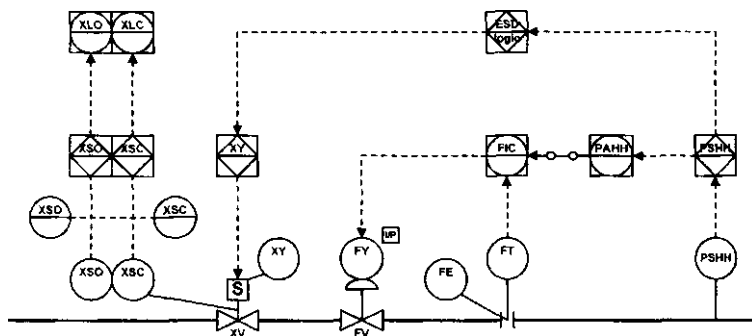 XLO XLC
ESD
logic
XSO XSC
XY
FIC
PAHH
PSHH
XSO
XSC
XSO XSC
XY
S
FY
I/P
FE
FT
PSHH
XV
FV